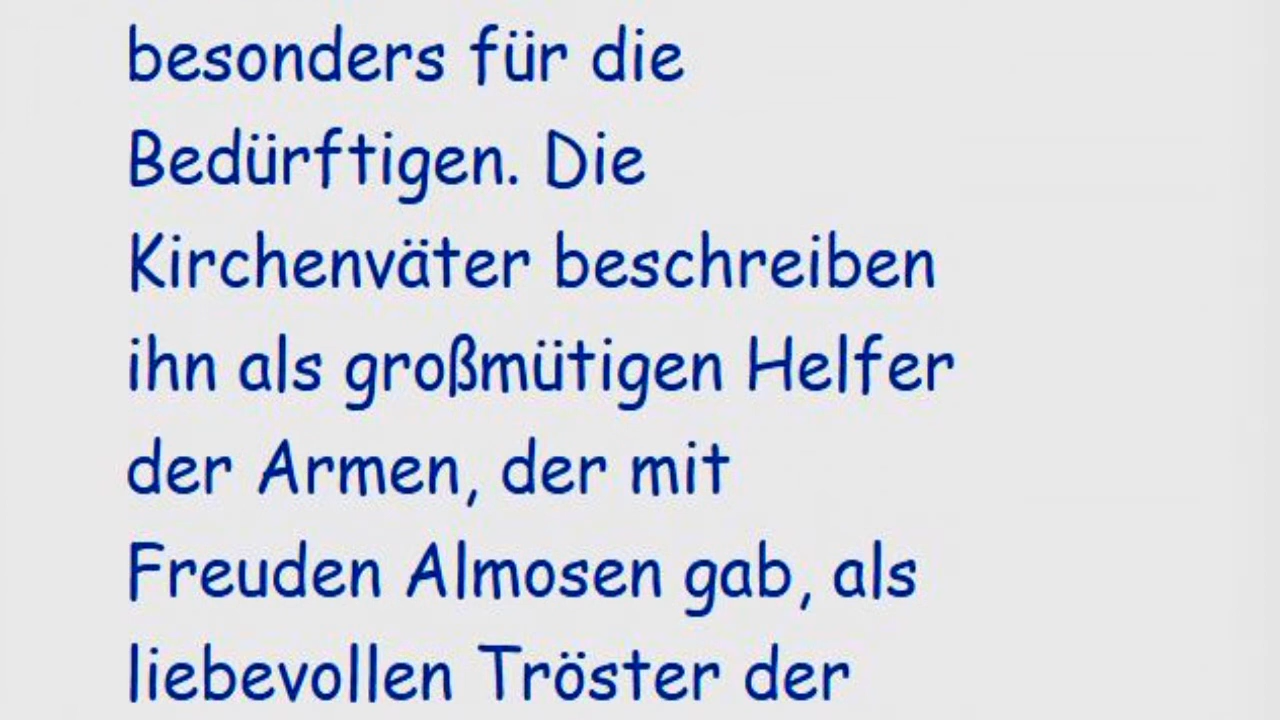 besonders für die
Bedürftigen. Die
Kirchenväter beschreiben
ihn als großmütigen Helfer
der Armen, der mit
Freuden Almosen gab, als
liebevollen Tröster der